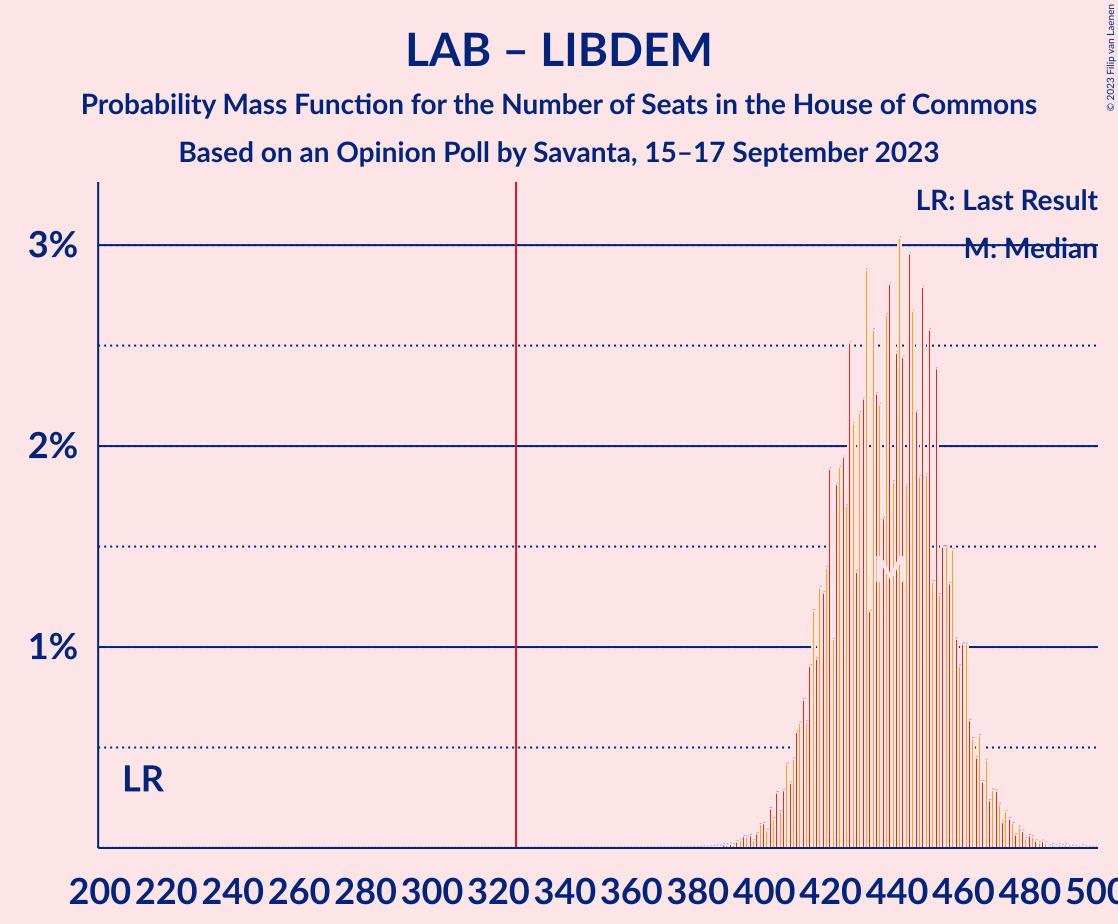 LAB – LIBDEM
Probability Mass Function for the Number of Seats in the House of Commons
Based on an Opinion Poll by Savanta, 15–17 September 2023
© 2023 Filip van Laenen
LR: Last Result
M: Median
3%
2%
1%
LR
M
200 220 240 260 280 300 320 340 360 380 400 420 440 460 480 500